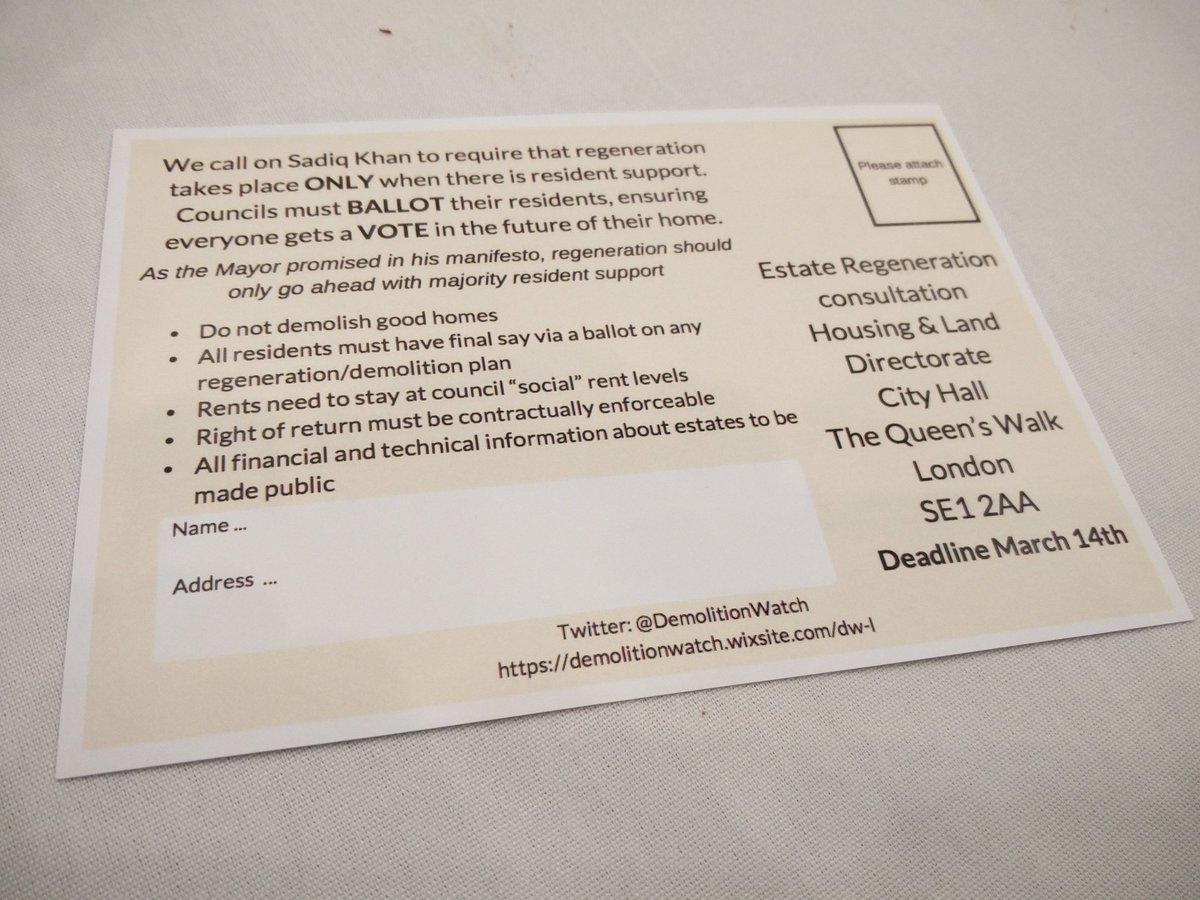 We call on Sadiq Khan to require that regeneration
takes place ONLY when there is resident support.
Councils must BALLOT their residents, ensuring
everyone gets a VOTE in the future of their home.
As the Mayor promised in his manifesto, regeneration should
only go ahead with majority resident support
• Do not demolish good homes
• All residents must have final say via a ballot on any
regeneration/demolition plan
• Rents need to stay at council “social” rent levels
• Right of return must be contractually enforceable
• All financial and technical information about estates to be
made public
Name ...
Address ...
Please attach
stamp
Estate Regeneration
consultation
Housing & Land
Directorate
City Hall
The Queen's Walk
London
SE1 2AA
Deadline March 14th
Twitter: @DemolitionWatch
https://demolitionwatch.wixsite.com/dw-l